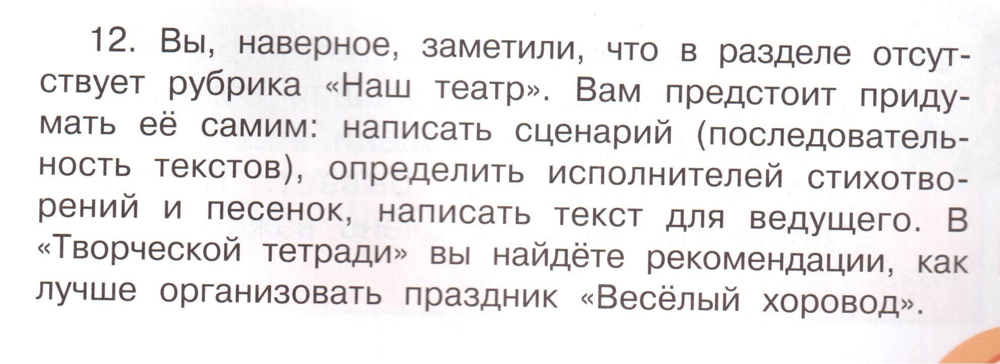 12. Вы, наверное, заметили, что в разделе отсут-
ствует рубрика «Наш театр». Вам предстоит приду-
мать её самим: написать сценарий (последователь-
ность текстов), определить исполнителей стихотво-
рений и песенок, написать текст для ведущего. В
«Творческой тетради» вы найдёте рекомендации, как
лучше организовать праздник «Весёлый хоровод».